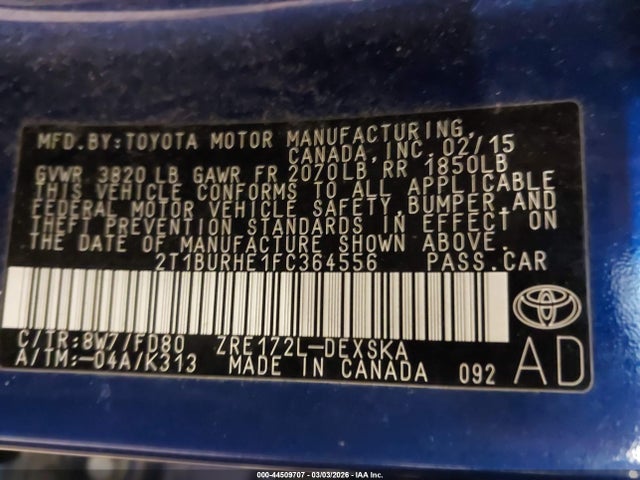 MFD.BY:TOYOTA MOTOR MANUFACTURING,
CANADA, INC. 02/15
GVWR 3820 LB GAWR FR 2070LB RR 1850LB
THIS VEHICLE CONFORMS TO ALL APPLICABLE
FEDERAL MOTOR VEHICLE SAFETY, BUMPER, AND
THEFT PREVENTION STANDARDS IN EFFECT ON
THE DATE OF MANUFACTURE SHOWN ABOVE.
2T1BURHE1FC364556 PASS.CAR
C/TR:8W7/FD80 ZRE172L-DEXSKA
A/TM:-04A/K313 MADE IN CANADA 092 AD
000-44509707 - 03/03/2026 - IAA Inc.